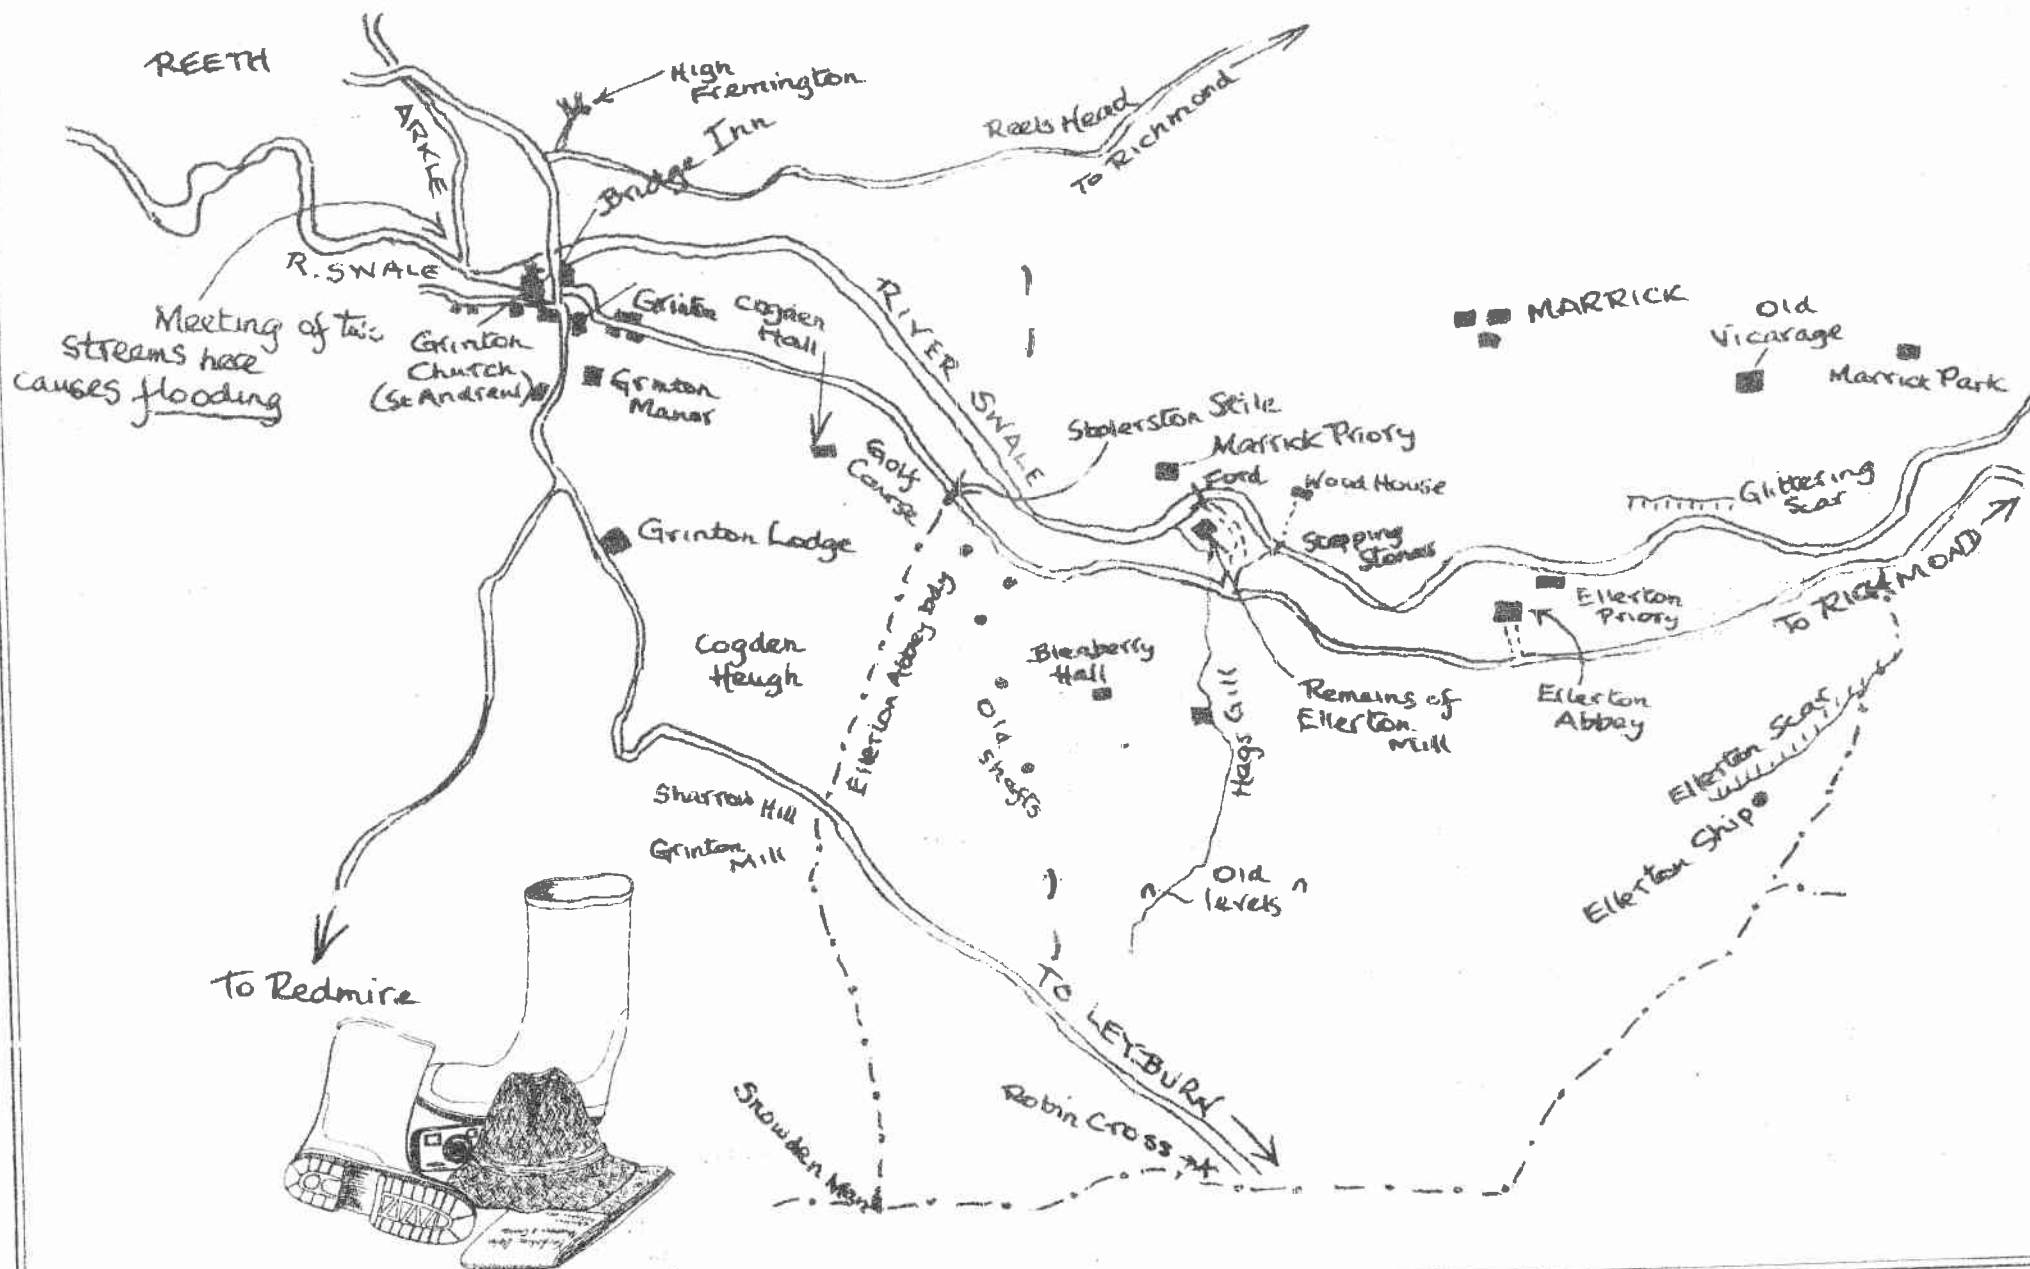 REETH
High
Fremington
ARKLE
Bridge Inn
Reels Head
To Richmond
R. SWALE
Meeting of two
Streems here
causes flooding
Grinton
Church
(St Andrew)
Grinton
Cogden
Hall
RIVER SWALE
MARRICK
Old
Vicarage
Marrick Park
Grinton
Manor
Golf
Course
Stolerston Stile
Marrick Priory
Ford
Wood House
Stepping
Stones
Glittering
Scar
Grinton Lodge
Ellerton
Priory
TO RICHMOND
Cogden
Heugh
Ellerton Abbey bdy
Old
Shafts
Blenberry
Hall
Hags Gill
Remains of
Ellerton
Mill
Ellerton
Abbey
Ellerton Scar
Ellerton Ship
Sharrow Hill
Grinton
Mill
Old
levels
To Redmire
TO LEYBURN
Snowden Man
Robin Cross